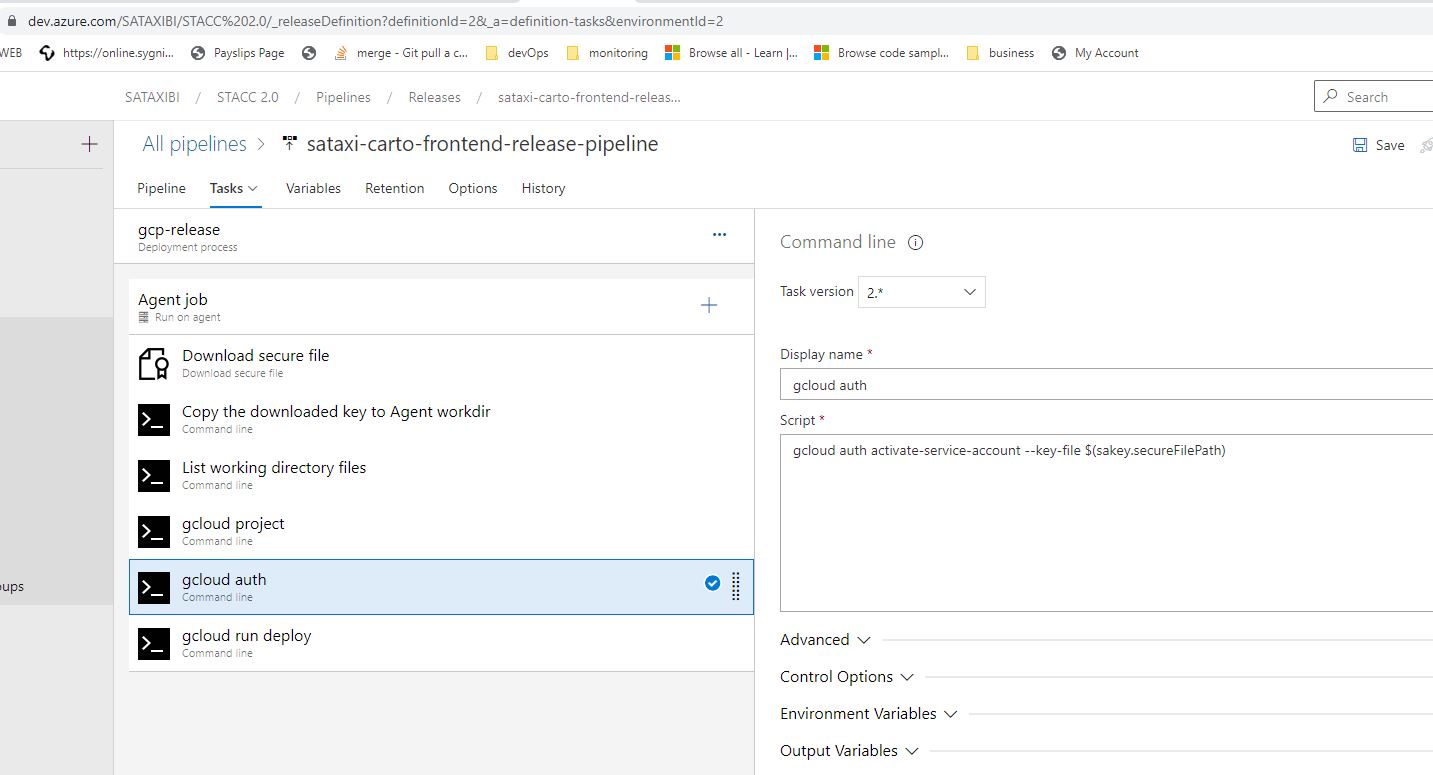 dev.azure.com/SATAXIBI/STACC%202.0/_releaseDefinition?definitionId=2&_a=definition-tasks&environmentId=2
WEB https://online.sygni... Payslips Page merge - Git pull a c... devOps monitoring Browse all - Learn |... Browse code sampl... business My Account
SATAXIBI / STACC 2.0 / Pipelines / Releases / sataxi-carto-frontend-releas...
Search
All pipelines > sataxi-carto-frontend-release-pipeline
Save
Pipeline Tasks Variables Retention Options History
gcp-release
Deployment process
...
Agent job
Run on agent
Download secure file
Download secure file
Copy the downloaded key to Agent workdir
Command line
List working directory files
Command line
gcloud project
Command line
gcloud auth
Command line
gcloud run deploy
Command line
oups
Command line
Task version 2.*
Display name *
gcloud auth
Script *
gcloud auth activate-service-account --key-file $(sakey.secureFilePath)
Advanced
Control Options
Environment Variables
Output Variables